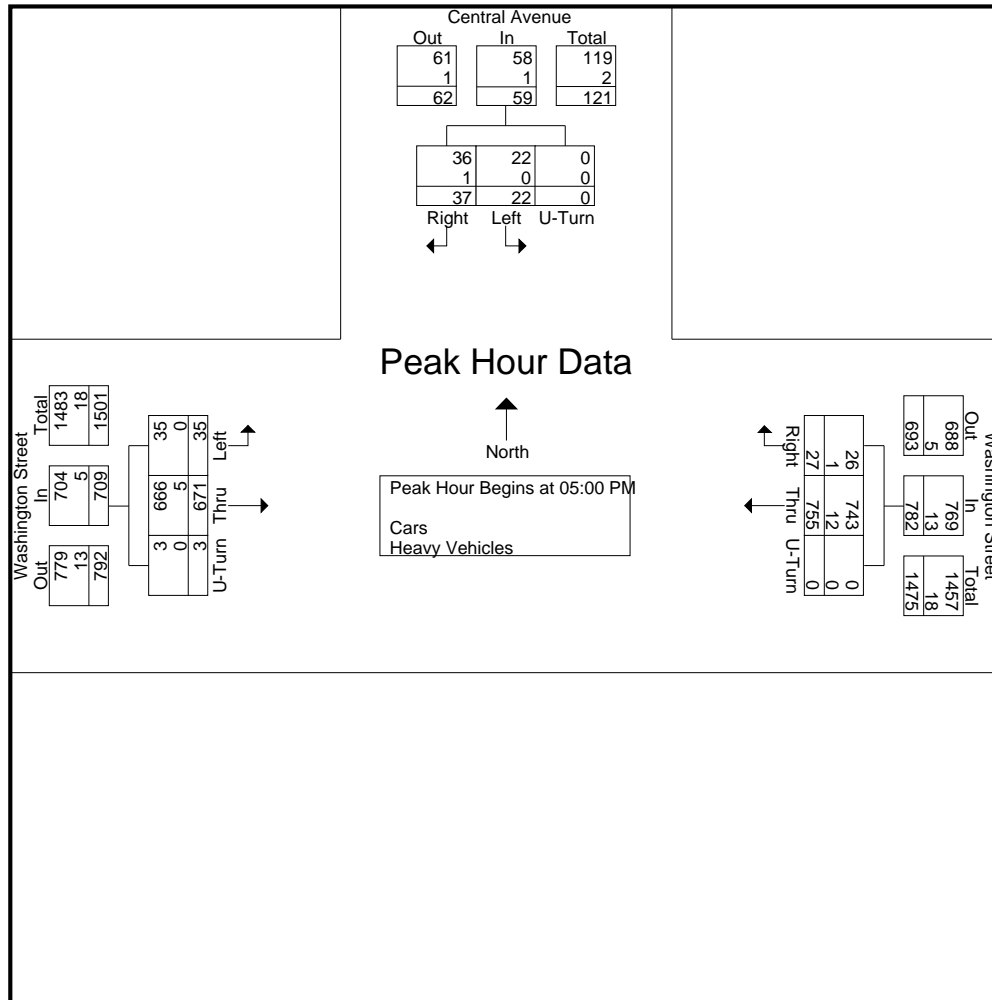 Central Avenue
Out In Total
61 58 119
1 1 2
62 59 121
36 22 0
1 0 0
37 22 0
Right Left U-Turn
Peak Hour Data
North
Peak Hour Begins at 05:00 PM
Cars
Heavy Vehicles
Washington Street
Out In Total
779 704 1483
13 5 18
792 709 1501
35 666 3
0 5 0
35 671 3
Left Thru U-Turn
Washington Street
Out In Total
688 769 1457
5 13 18
693 782 1475
26 743 0
1 12 0
27 755 0
Right Thru U-Turn